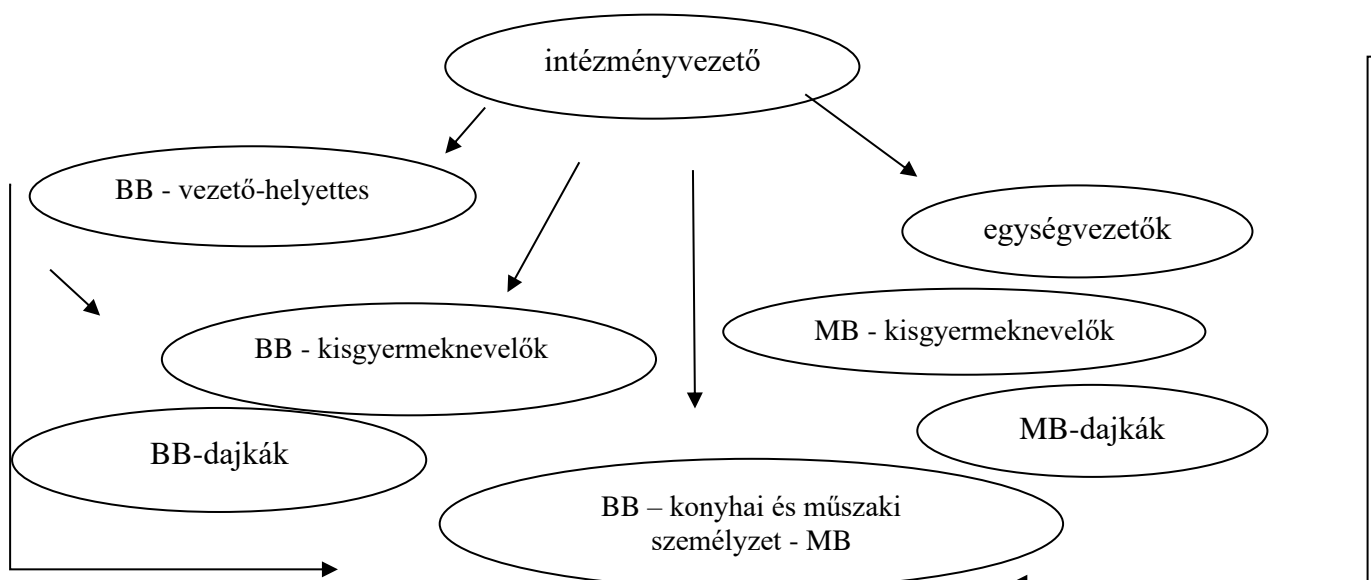 intézményvezető
BB - vezető-helyettes
egységvezetők
BB - kisgyermeknevelők
MB - kisgyermeknevelők
BB-dajkák
MB-dajkák
BB – konyhai és műszaki
személyzet - MB